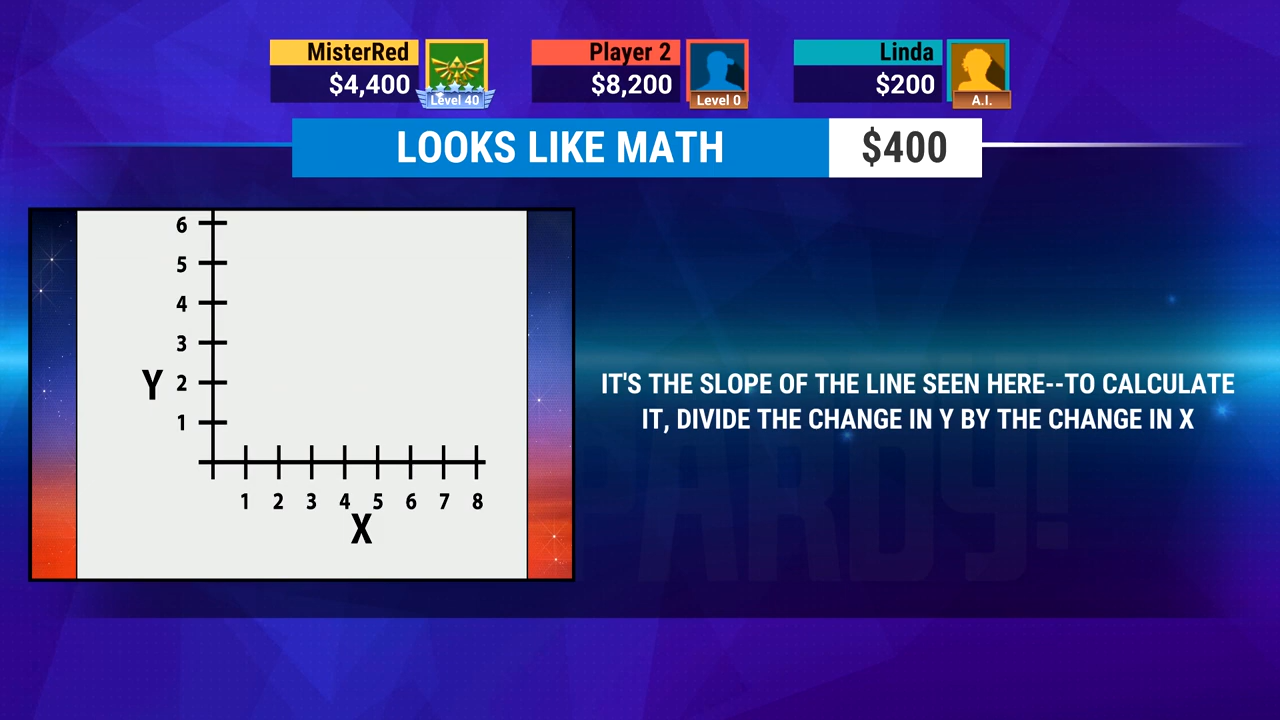 MisterRed
$4,400
Level 40
Player 2
$8,200
Level 0
Linda
$200
A.I.
LOOKS LIKE MATH
$400
6
5
4
3
Y 2
1
1 2 3 4 5 6 7 8
X
IT'S THE SLOPE OF THE LINE SEEN HERE--TO CALCULATE
IT, DIVIDE THE CHANGE IN Y BY THE CHANGE IN X
PARDY!